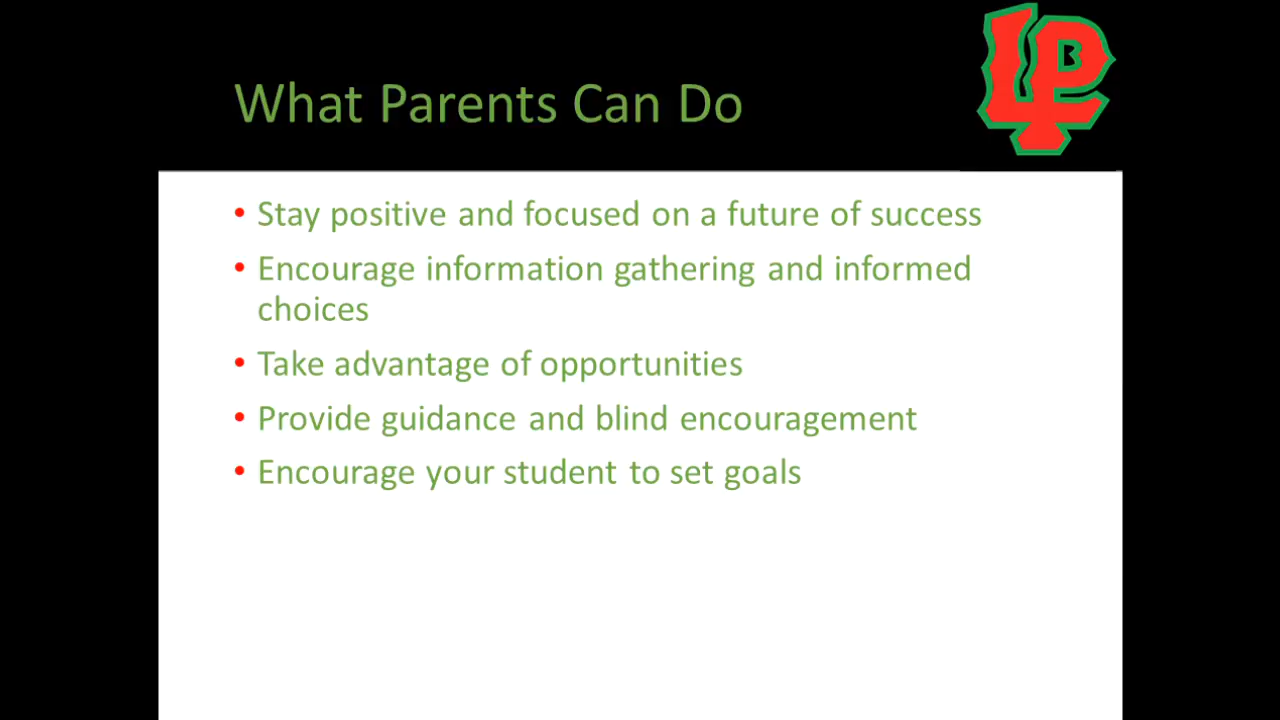 What Parents Can Do
LP
B
• Stay positive and focused on a future of success
• Encourage information gathering and informed
choices
• Take advantage of opportunities
• Provide guidance and blind encouragement
• Encourage your student to set goals